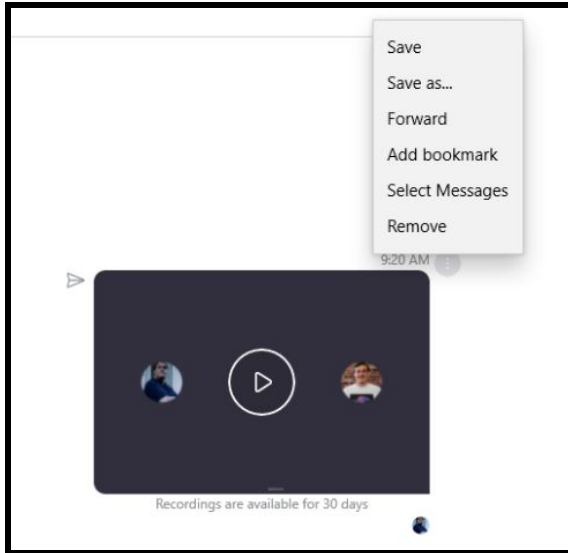 Save
Save as...
Forward
Add bookmark
Select Messages
Remove
9:20 AM
Recordings are available for 30 days